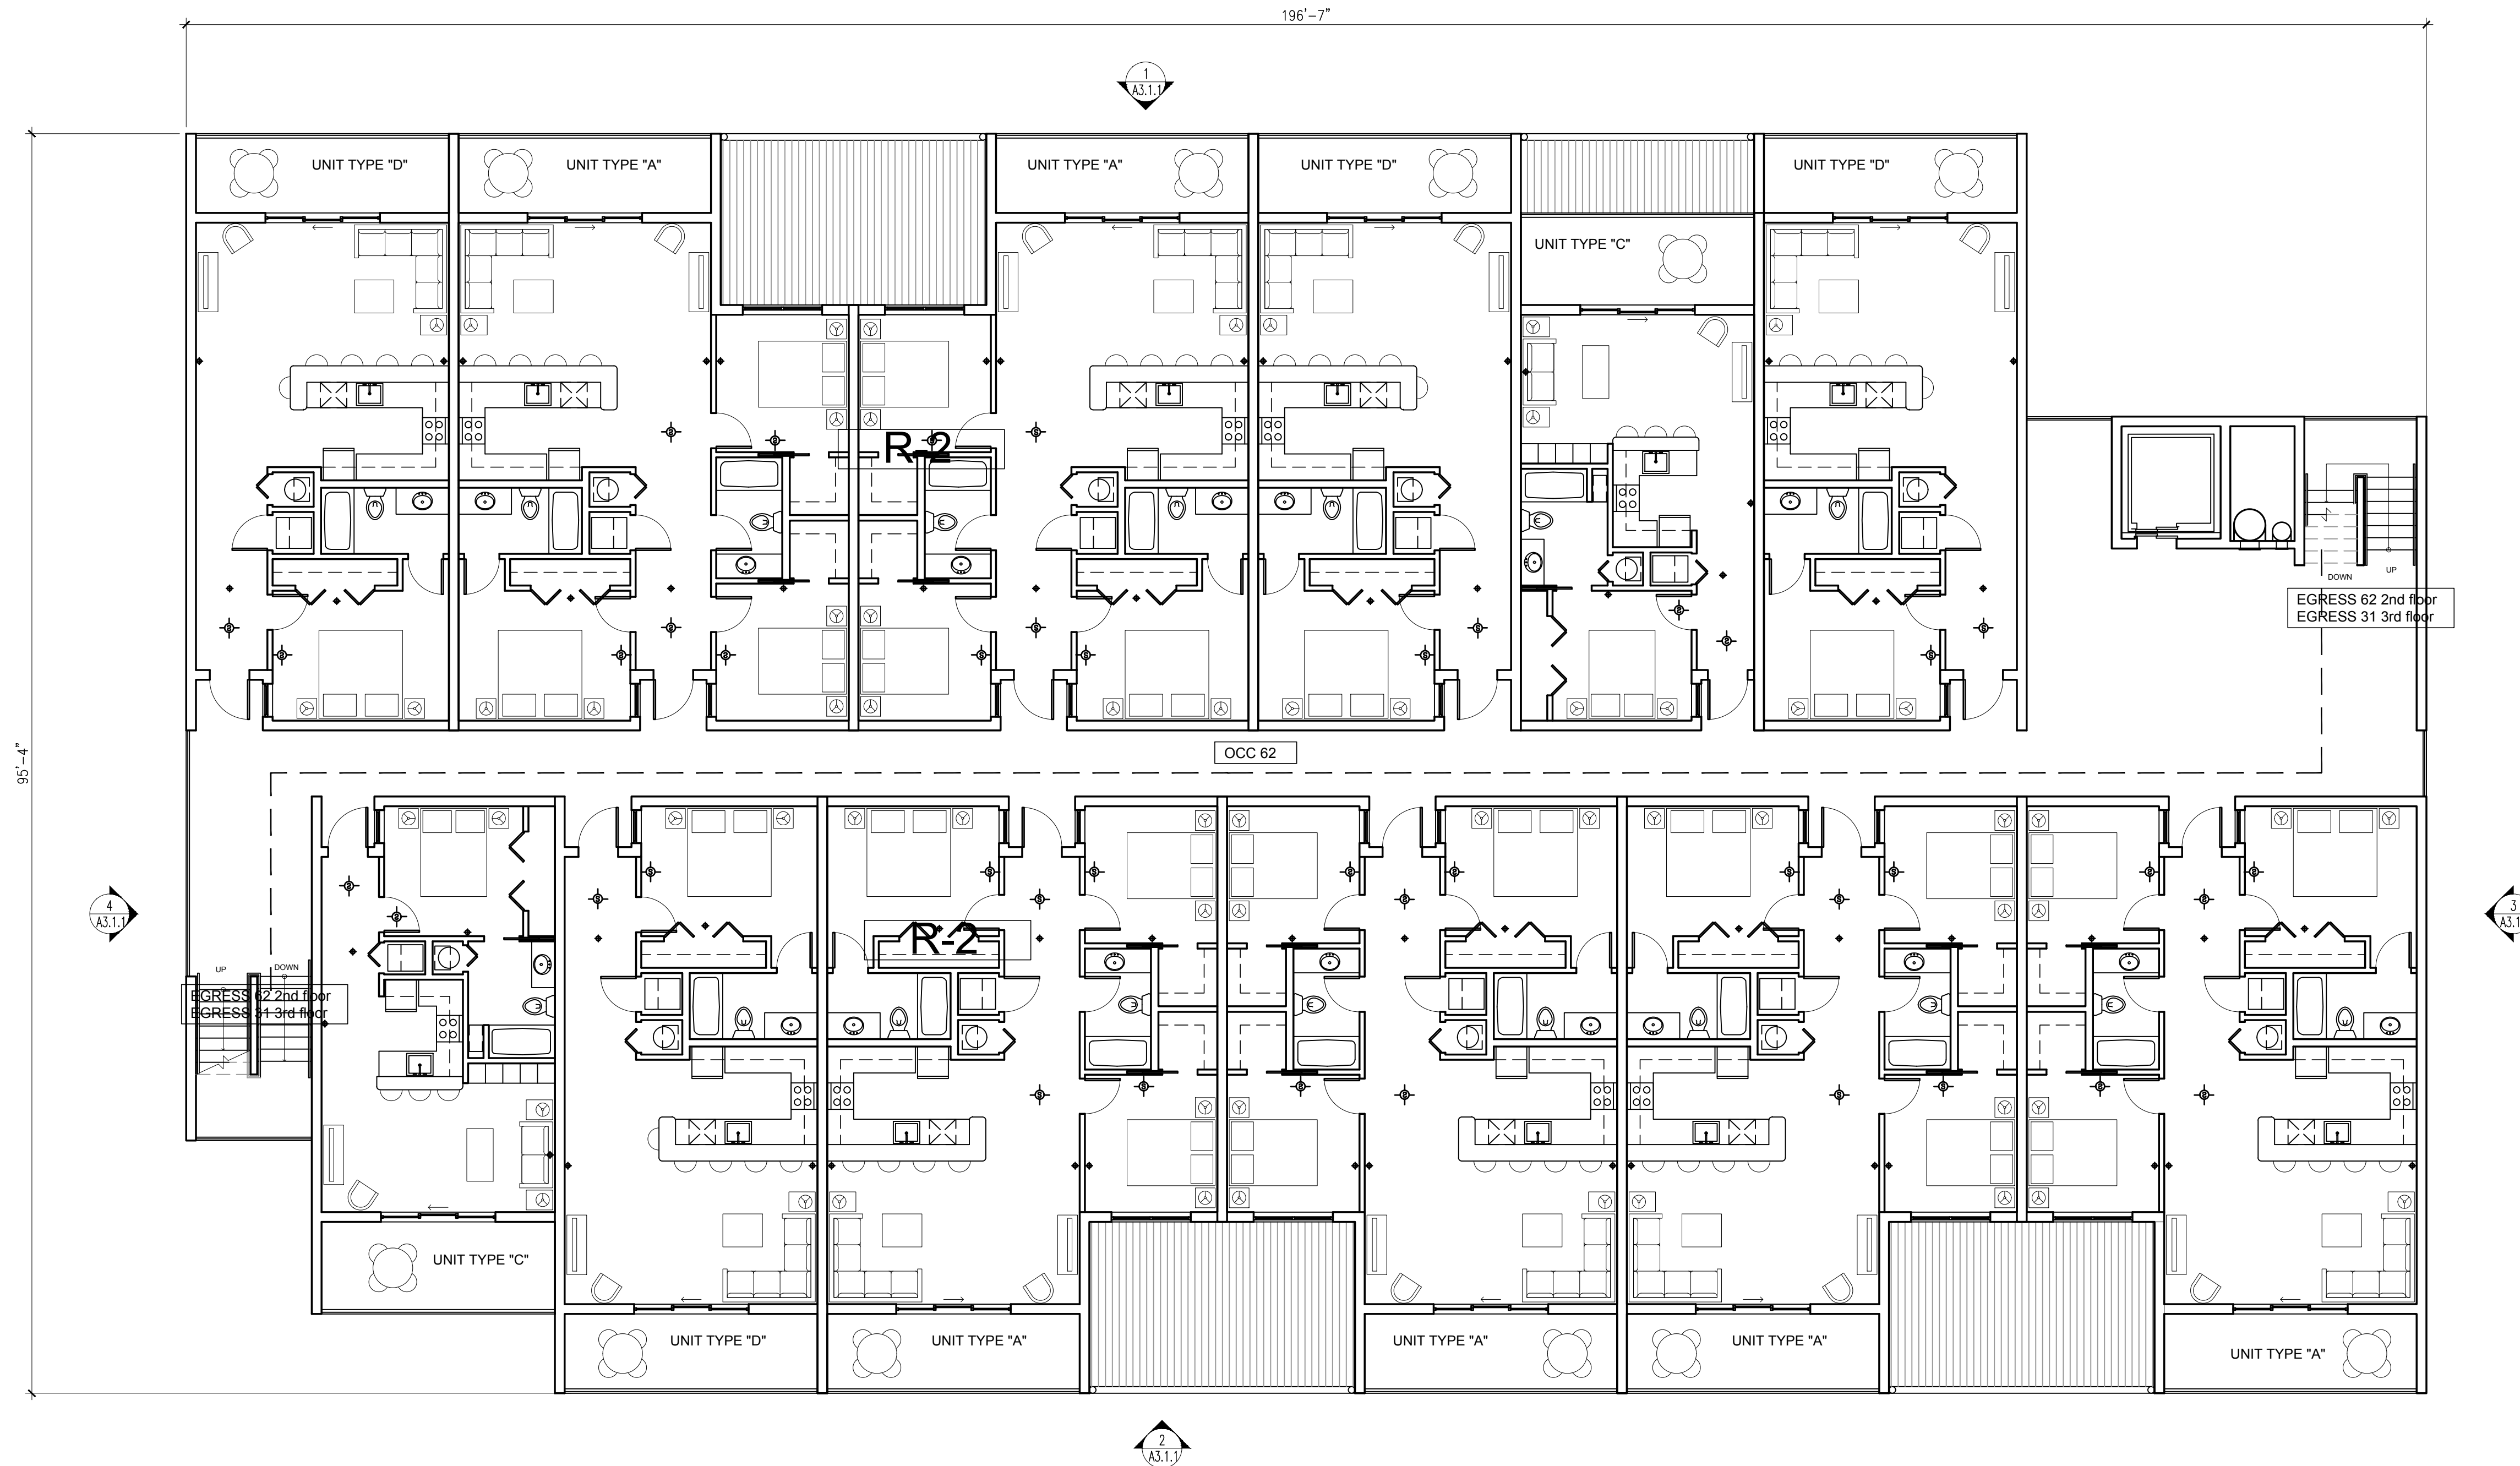 196'-7"
1
A3.1.1
UNIT TYPE "D"
UNIT TYPE "A"
UNIT TYPE "A"
UNIT TYPE "D"
UNIT TYPE "D"
UNIT TYPE "C"
R-2
DOWN
UP
EGRESS 62 2nd floor
EGRESS 31 3rd floor
OCC 62
95'-4"
4
A3.1.1
3
R-2
UP
DOWN
EGRESS 62 2nd floor
EGRESS 31 3rd floor
UNIT TYPE "C"
UNIT TYPE "D"
UNIT TYPE "A"
UNIT TYPE "A"
UNIT TYPE "A"
UNIT TYPE "A"
2
A3.1.1